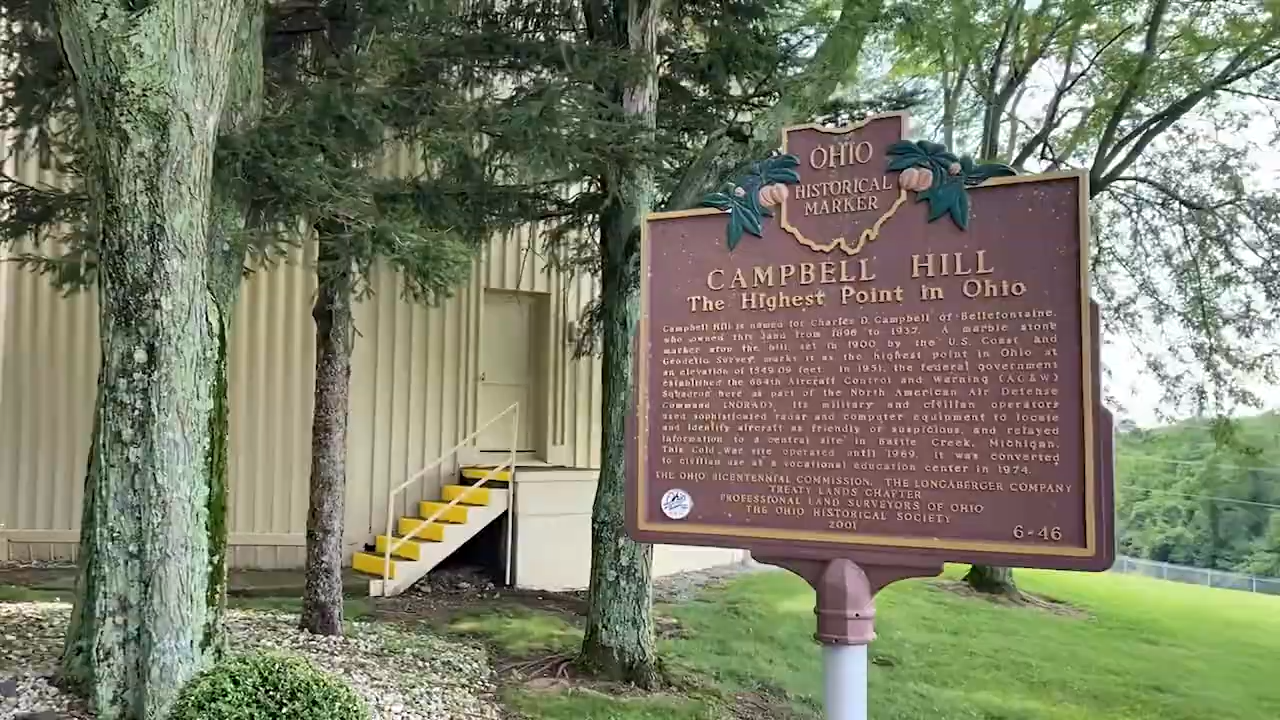 OHIO
HISTORICAL
MARKER
CAMPBELL HILL
The Highest Point in Ohio
Campbell Hill is named for Charles D. Campbell of Bellefontaine,
who owned this land from 1898 to 1937. A marble stone
marker atop the hill, set in 1900 by the U.S. Coast and
Geodetic Survey, marks it as the highest point in Ohio at
an elevation of 1549.09 feet. In 1951, the federal government
established the 664th Aircraft Control and Warning (AC&W)
Squadron here as part of the North American Air Defense
Command (NORAD). Its military and civilian operators
used sophisticated radar and computer equipment to locate
and identify aircraft as friendly or suspicious, and relayed
information to a central site in Battle Creek, Michigan.
This Cold War site operated until 1969. It was converted
to civilian use as a vocational education center in 1974.
THE OHIO BICENTENNIAL COMMISSION, THE LONGABERGER COMPANY
TREATY LANDS CHAPTER
PROFESSIONAL LAND SURVEYORS OF OHIO
THE OHIO HISTORICAL SOCIETY
2001
6-46